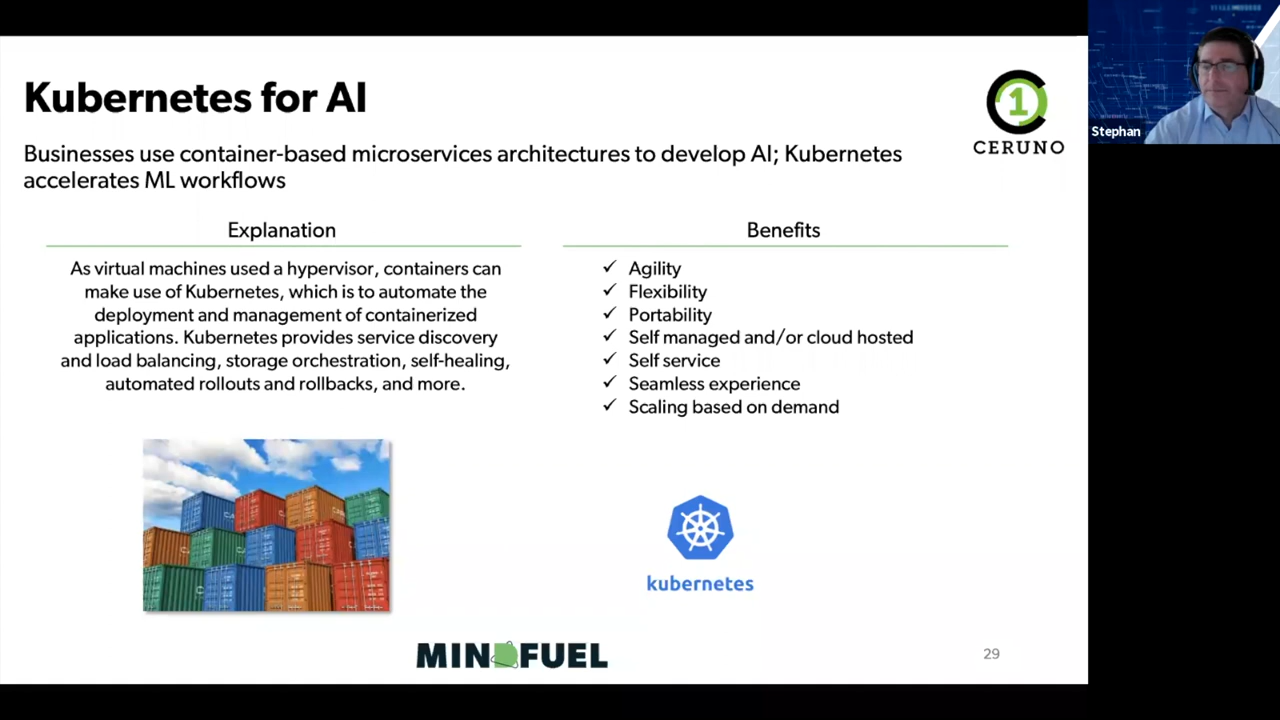 Kubernetes for AI
1
CERUNO
Stephan
Businesses use container-based microservices architectures to develop AI; Kubernetes
accelerates ML workflows
Explanation
As virtual machines used a hypervisor, containers can
make use of Kubernetes, which is to automate the
deployment and management of containerized
applications. Kubernetes provides service discovery
and load balancing, storage orchestration, self-healing,
automated rollouts and rollbacks, and more.
Benefits
✓ Agility
✓ Flexibility
✓ Portability
✓ Self managed and/or cloud hosted
✓ Self service
✓ Seamless experience
✓ Scaling based on demand
kubernetes
MINDFUEL
29